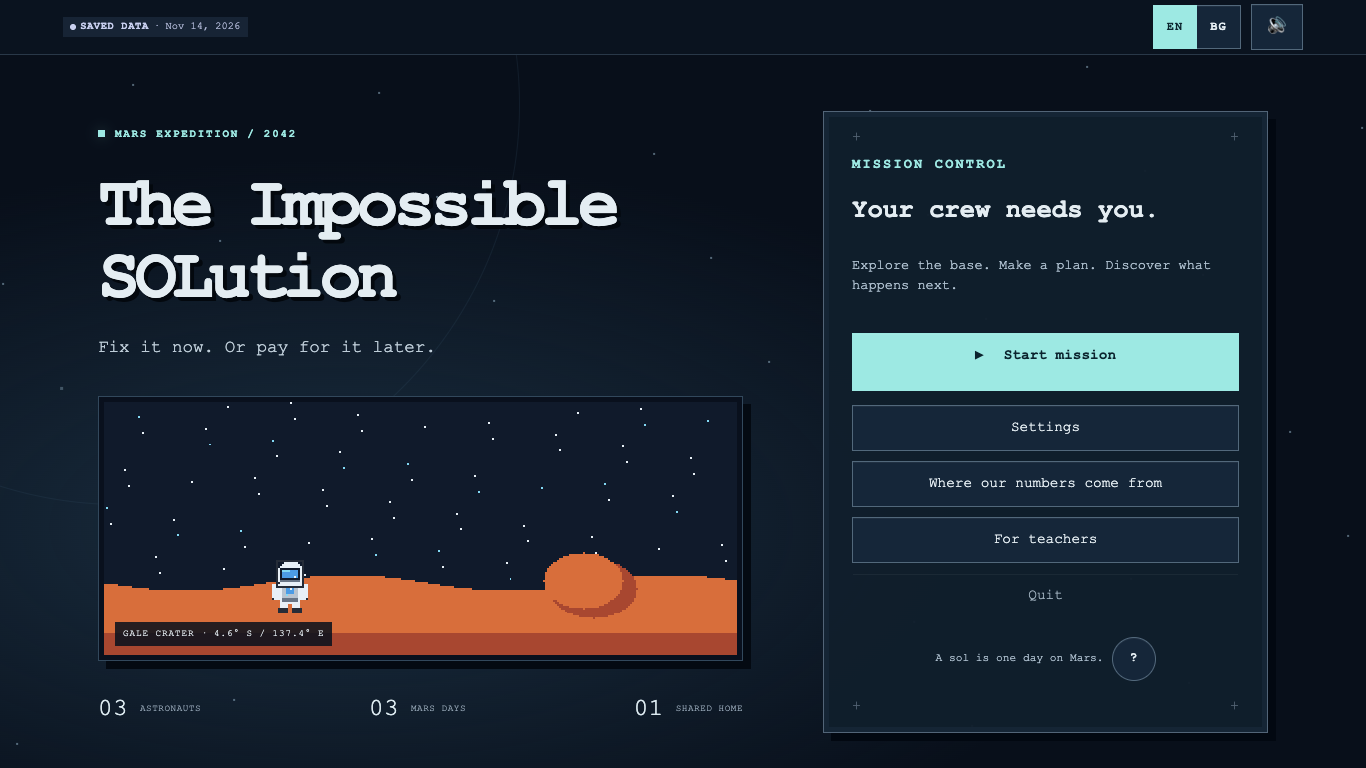 SAVED DATA · Nov 14, 2026
EN
BG
MARS EXPEDITION / 2042
The Impossible
SOLution
Fix it now. Or pay for it later.
GALE CRATER · 4.6° S / 137.4° E
03 ASTRONAUTS
03 MARS DAYS
01 SHARED HOME
MISSION CONTROL
Your crew needs you.
Explore the base. Make a plan. Discover what
happens next.
▶ Start mission
Settings
Where our numbers come from
For teachers
Quit
A sol is one day on Mars.
?